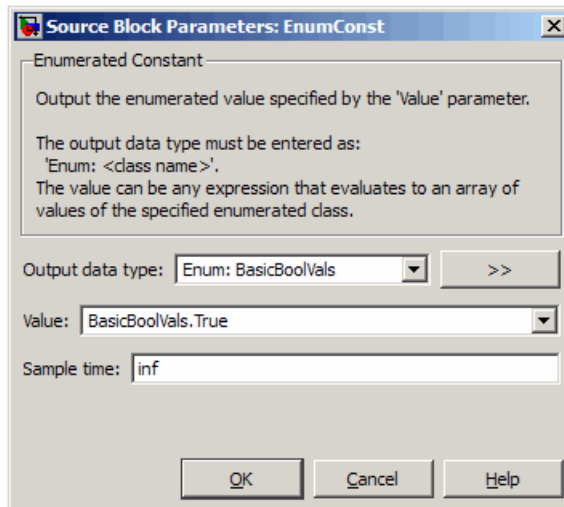 Source Block Parameters: EnumConst
Enumerated Constant
Output the enumerated value specified by the 'Value' parameter.
The output data type must be entered as:
'Enum: <class name>'.
The value can be any expression that evaluates to an array of
values of the specified enumerated class.
Output data type: Enum: BasicBoolVals >>
Value: BasicBoolVals.True
Sample time: inf
OK Cancel Help